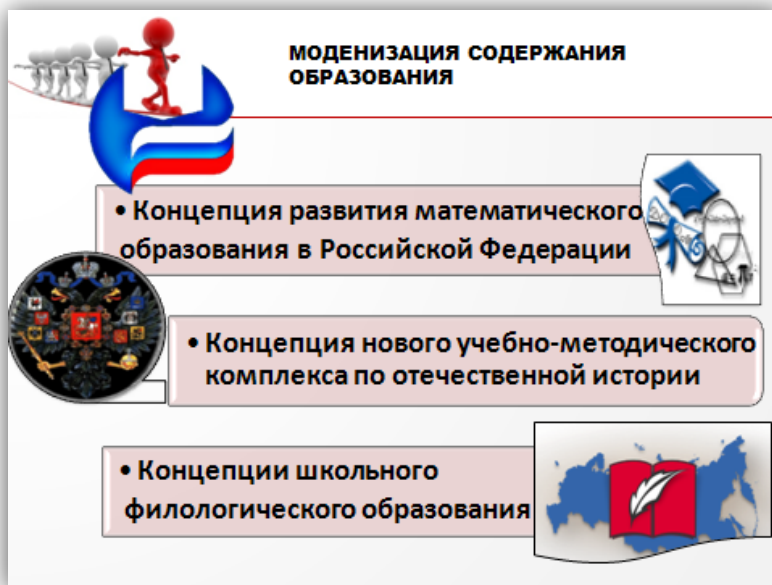 МОДЕНИЗАЦИЯ СОДЕРЖАНИЯ
ОБРАЗОВАНИЯ
• Концепция развития математического
образования в Российской Федерации
• Концепция нового учебно-методического
комплекса по отечественной истории
• Концепции школьного
филологического образования